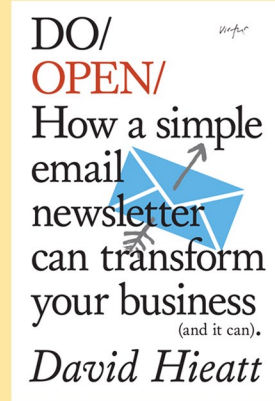 DO/
OPEN/
How a simple
email
newsletter
can transform
your business
(and it can).
David Hieatt